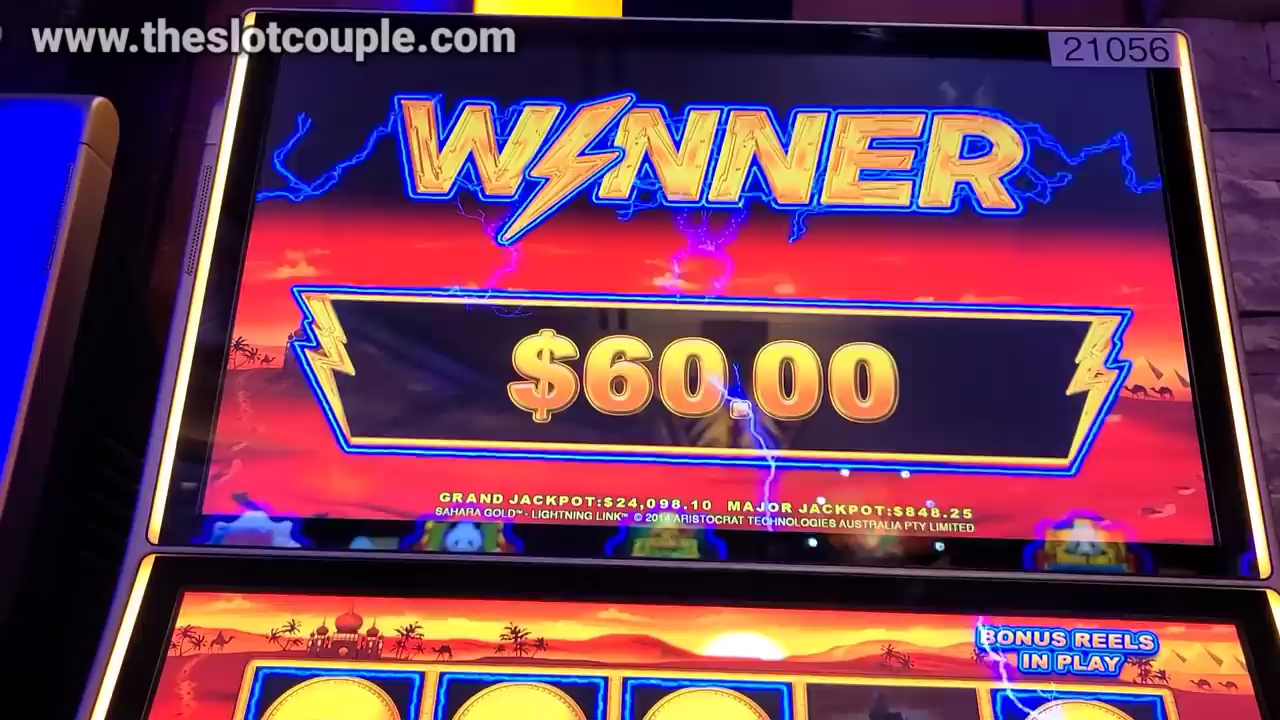 www.theslotcouple.com
21056
WINNER
$60.00
GRAND JACKPOT:$24,098.10 MAJOR JACKPOT:$848.25
SAHARA GOLD™ - LIGHTNING LINK™ © 2014 ARISTOCRAT TECHNOLOGIES AUSTRALIA PTY LIMITED
BONUS REELS
IN PLAY